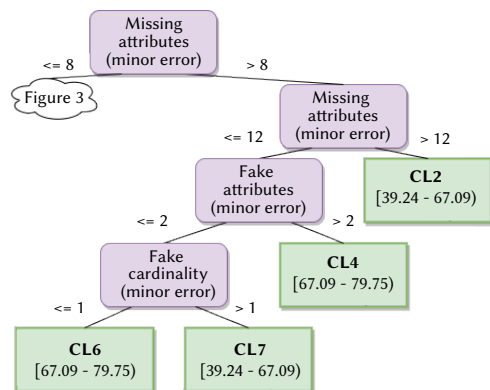 Missing
attributes
(minor error)
<= 8
> 8
Figure 3
Missing
attributes
(minor error)
<= 12
> 12
Fake
attributes
(minor error)
CL2
[39.24 - 67.09)
<= 2
> 2
Fake
cardinality
(minor error)
CL4
[67.09 - 79.75)
<= 1
> 1
CL6
[67.09 - 79.75)
CL7
[39.24 - 67.09)